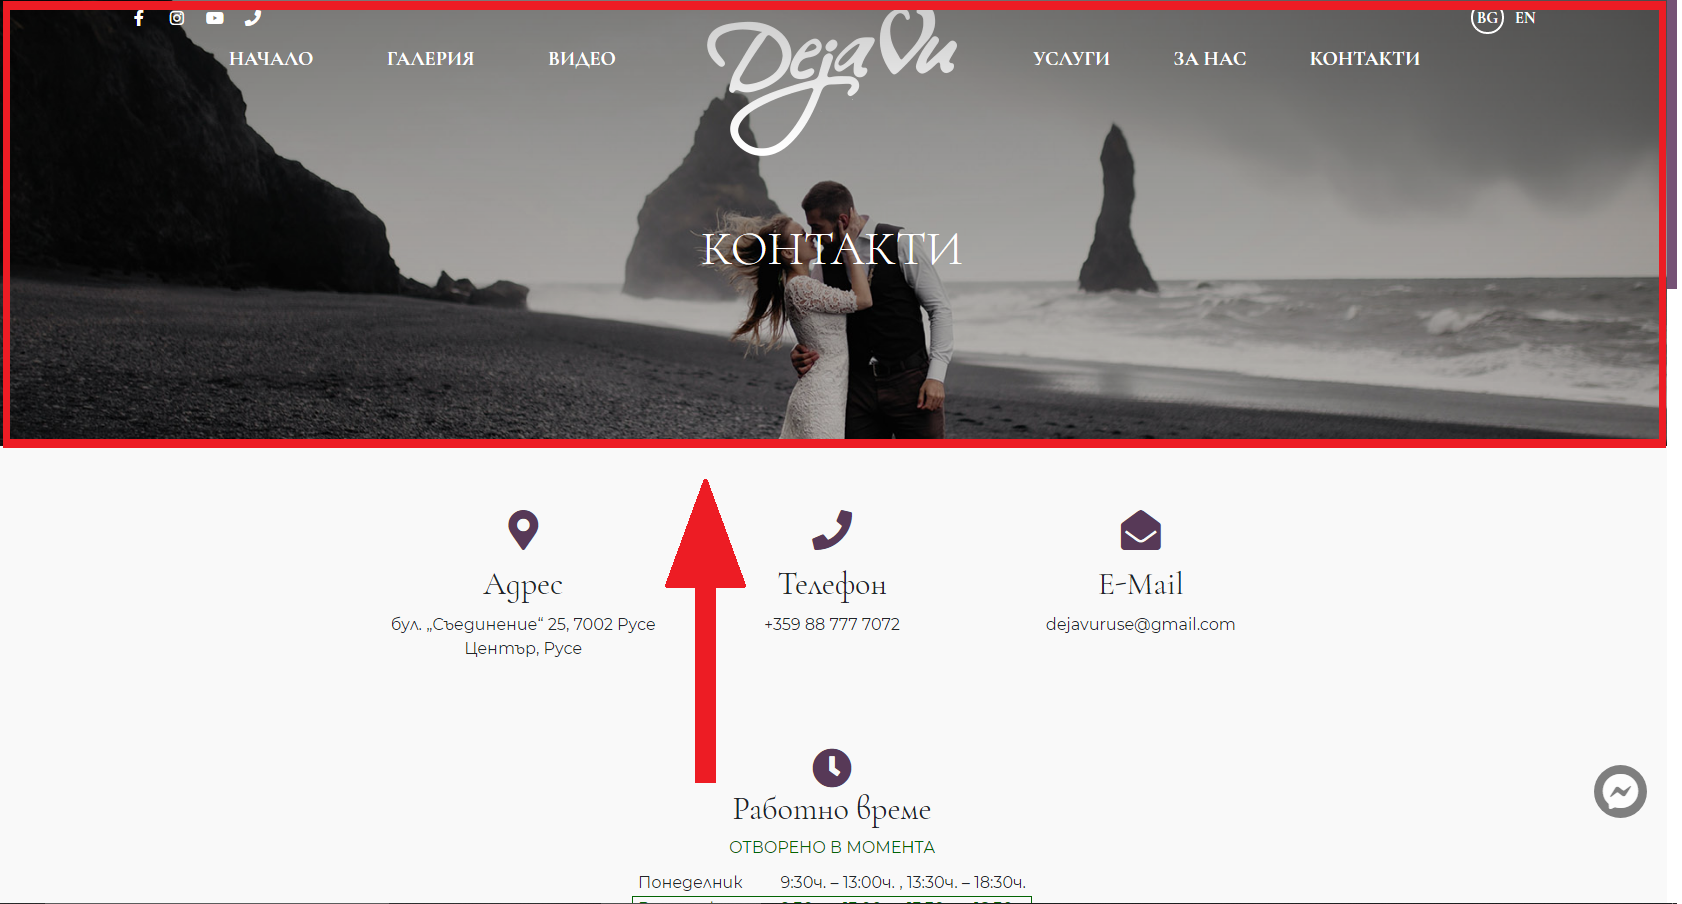 BG EN
НАЧАЛО ГАЛЕРИЯ ВИДЕО Deja Vu УСЛУГИ ЗА НАС КОНТАКТИ
КОНТАКТИ
Адрес
бул. „Съединение“ 25, 7002 Русе
Център, Русе
Телефон
+359 88 777 7072
E-Mail
dejavuruse@gmail.com
Работно време
ОТВОРЕНО В МОМЕНТА
Понеделник 9:30ч. – 13:00ч. , 13:30ч. – 18:30ч.